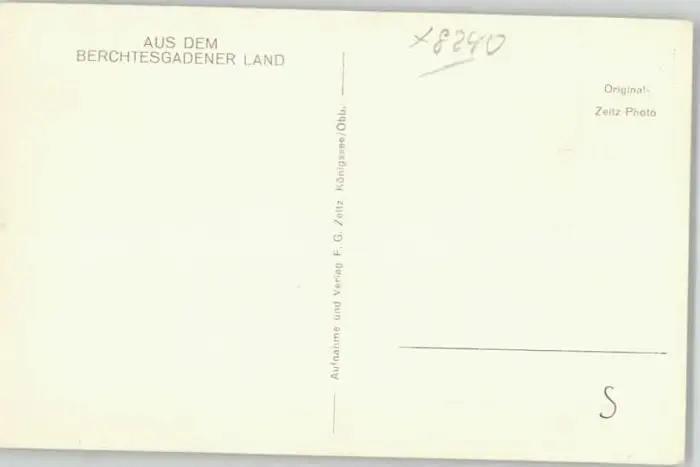 AUS DEM
BERCHTESGADENER LAND
x8240
Original-
Zeitz Photo
Aufnahme und Verlag F. G. Zeitz Königssee/Obb.
S